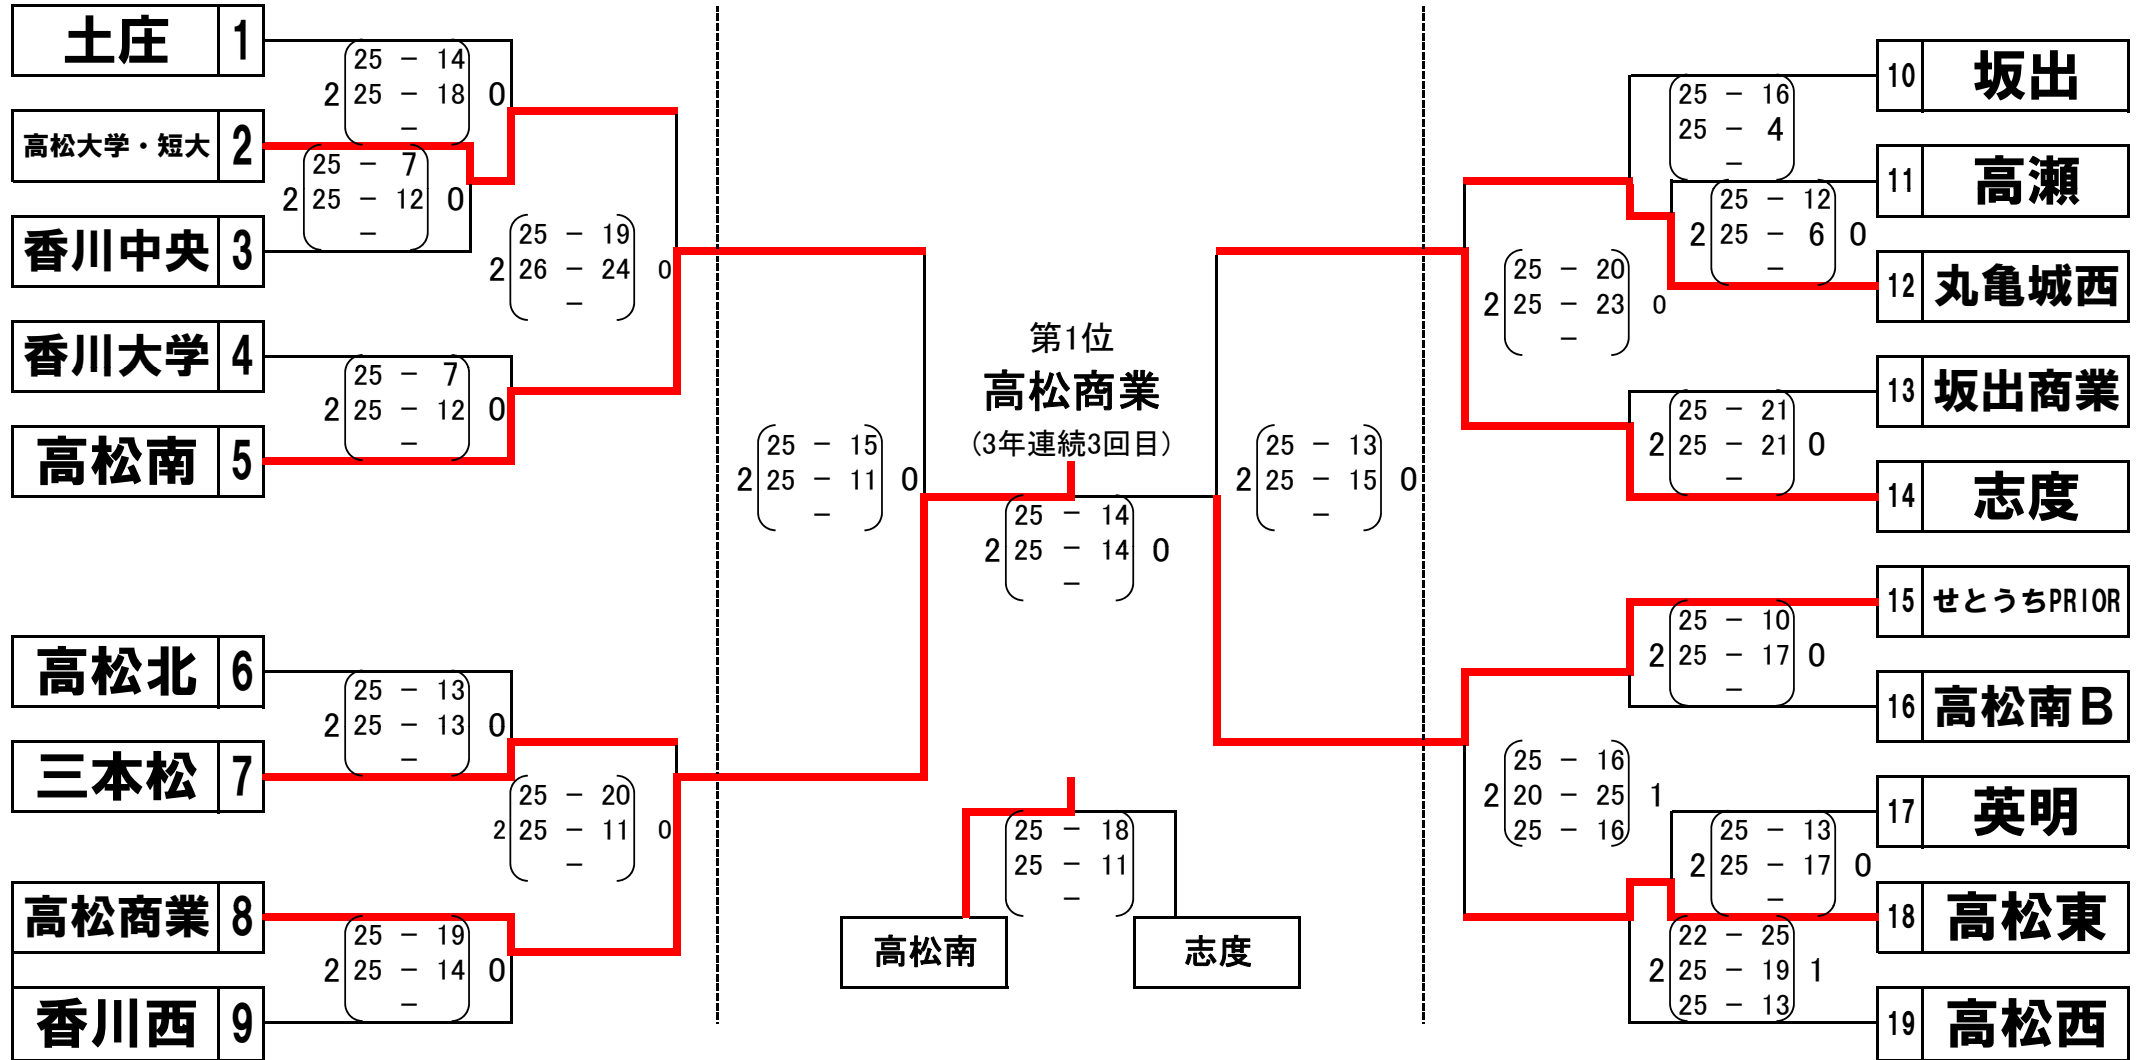 土庄 1
25 − 14
2 25 − 18 0
−
高松大学・短大 2
25 − 7
2 25 − 12 0
−
香川中央 3
25 − 19
2 26 − 24 0
−
香川大学 4
25 − 7
2 25 − 12 0
−
高松南 5
高松北 6
25 − 13
2 25 − 13 0
−
三本松 7
25 − 20
2 25 − 11 0
−
高松商業 8
25 − 19
2 25 − 14 0
−
香川西 9
25 − 15
2 25 − 11 0
−
第1位
高松商業
(3年連続3回目)
25 − 14
2 25 − 14 0
−
25 − 18
25 − 11
−
高松南 志度
25 − 13
2 25 − 15 0
−
10 坂出
25 − 16
25 − 4
−
11 高瀬
25 − 12
2 25 − 6 0
−
12 丸亀城西
25 − 20
2 25 − 23 0
−
13 坂出商業
25 − 21
2 25 − 21 0
−
14 志度
15 せとうちPRIOR
25 − 10
2 25 − 17 0
−
16 高松南B
25 − 16
2 20 − 25 1
25 − 16
17 英明
25 − 13
2 25 − 17 0
−
18 高松東
22 − 25
2 25 − 19 1
25 − 13
19 高松西